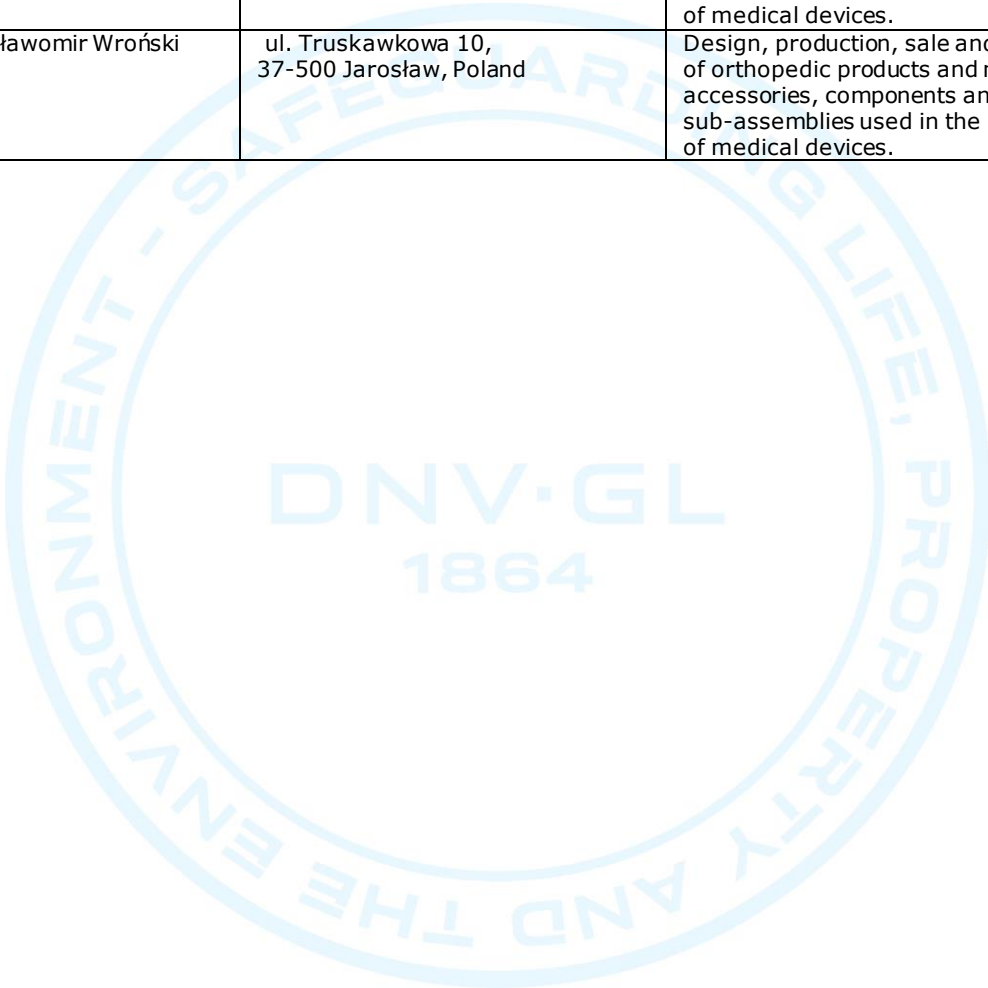 of medical devices.
ławomir Wroński
ul. Truskawkowa 10,
37-500 Jarosław, Poland
Design, production, sale and
of orthopedic products and
accessories, components
sub-assemblies used in the
of medical devices.
SAFEGUARDING LIFE, PROPERTY AND THE ENVIRONMENT -
DNV·GL
1864